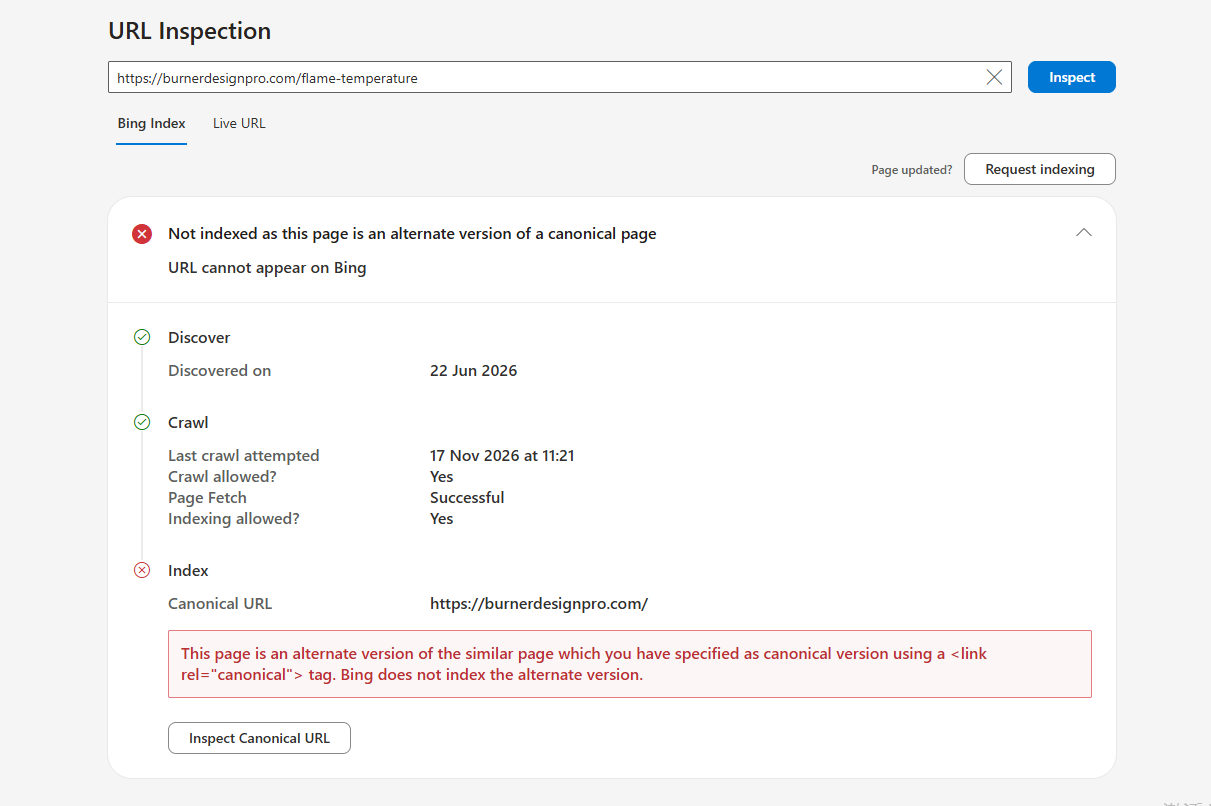 URL Inspection
https://burnerdesignpro.com/flame-temperature
Inspect
Bing Index Live URL
Page updated? Request indexing
Not indexed as this page is an alternate version of a canonical page
URL cannot appear on Bing
Discover
Discovered on 22 Jun 2026
Crawl
Last crawl attempted 17 Nov 2026 at 11:21
Crawl allowed? Yes
Page Fetch Successful
Indexing allowed? Yes
Index
Canonical URL https://burnerdesignpro.com/
This page is an alternate version of the similar page which you have specified as canonical version using a <link
rel="canonical"> tag. Bing does not index the alternate version.
Inspect Canonical URL